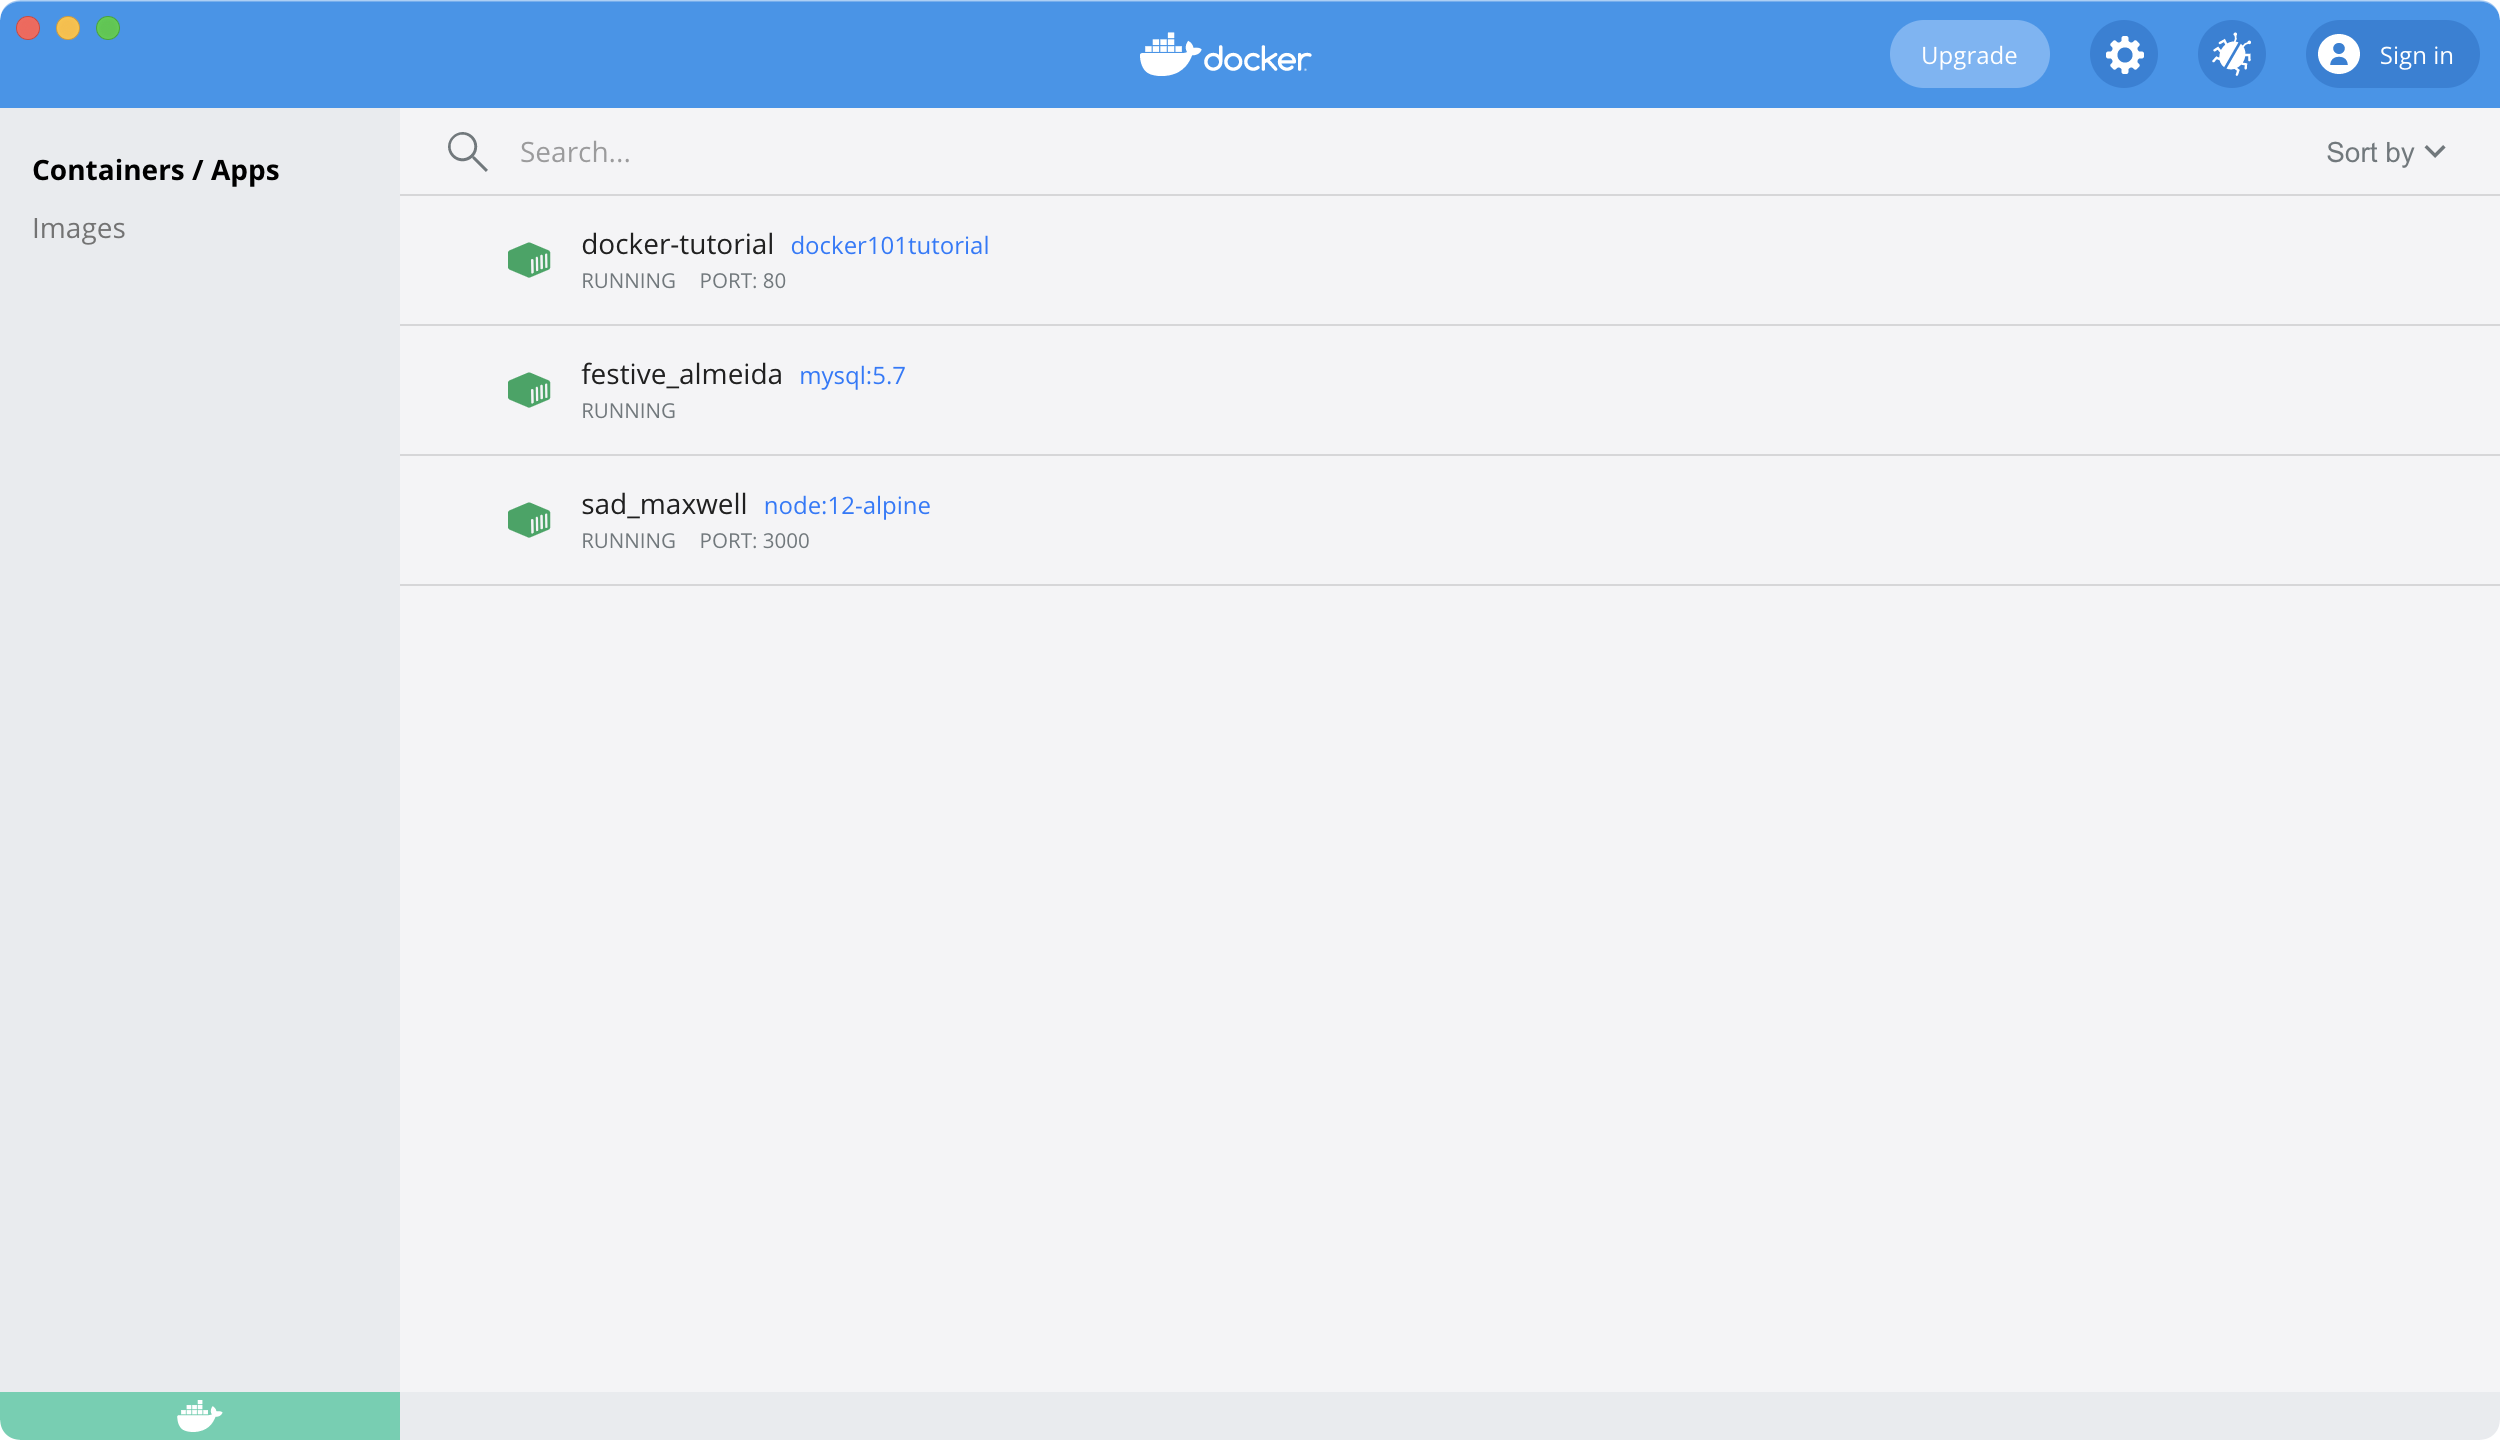 docker
Upgrade
Sign in
Containers / Apps
Images
Search...
Sort by
docker-tutorial docker101tutorial
RUNNING PORT: 80
festive_almeida mysql:5.7
RUNNING
sad_maxwell node:12-alpine
RUNNING PORT: 3000